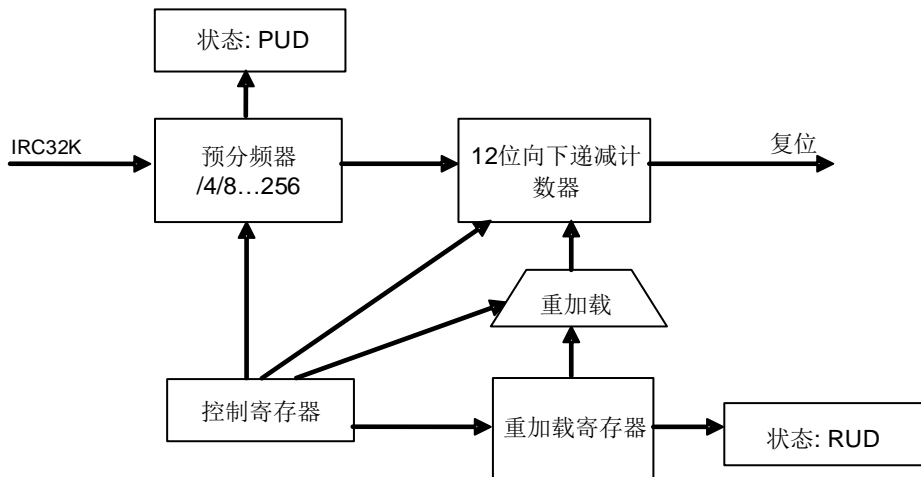 状态: PUD
IRC32K
预分频器
/4/8…256
12位向下递减计
数器
复位
重加载
控制寄存器
重加载寄存器
状态: RUD